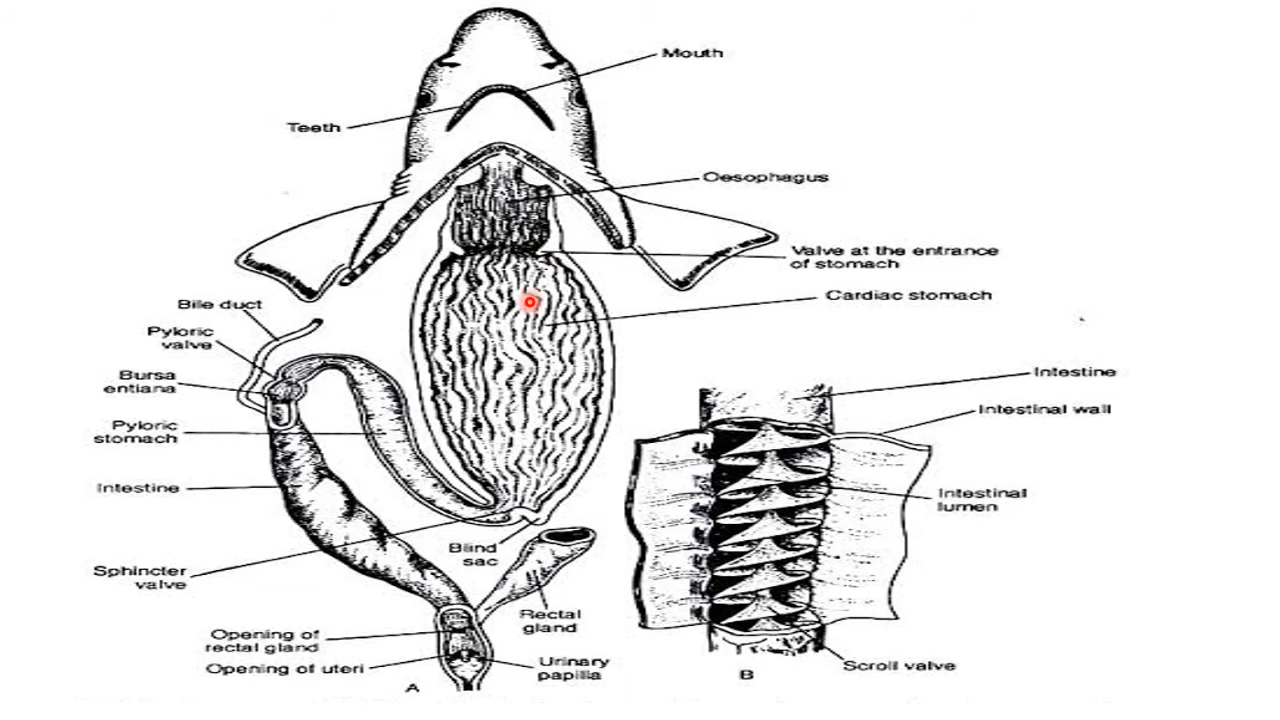 Mouth
Teeth
Oesophagus
Valve at the entrance
of stomach
Cardiac stomach
Bile duct
Pyloric
valve
Bursa
entiana
Pyloric
stomach
Intestine
Sphincter
valve
Blind
sac
Rectal
gland
Opening of
rectal gland
Opening of uteri
Urinary
papilla
A
Intestine
Intestinal wall
Intestinal
lumen
Scroll valve
B